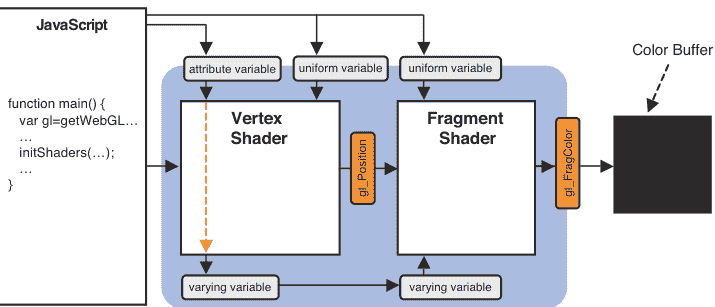 JavaScript
function main() {
var gl=getWebGL…
…
initShaders(…);
…
}
attribute variable
uniform variable
uniform variable
Color Buffer
Vertex
Shader
Fragment
Shader
gl_Position
gl_FragColor
varying variable
varying variable